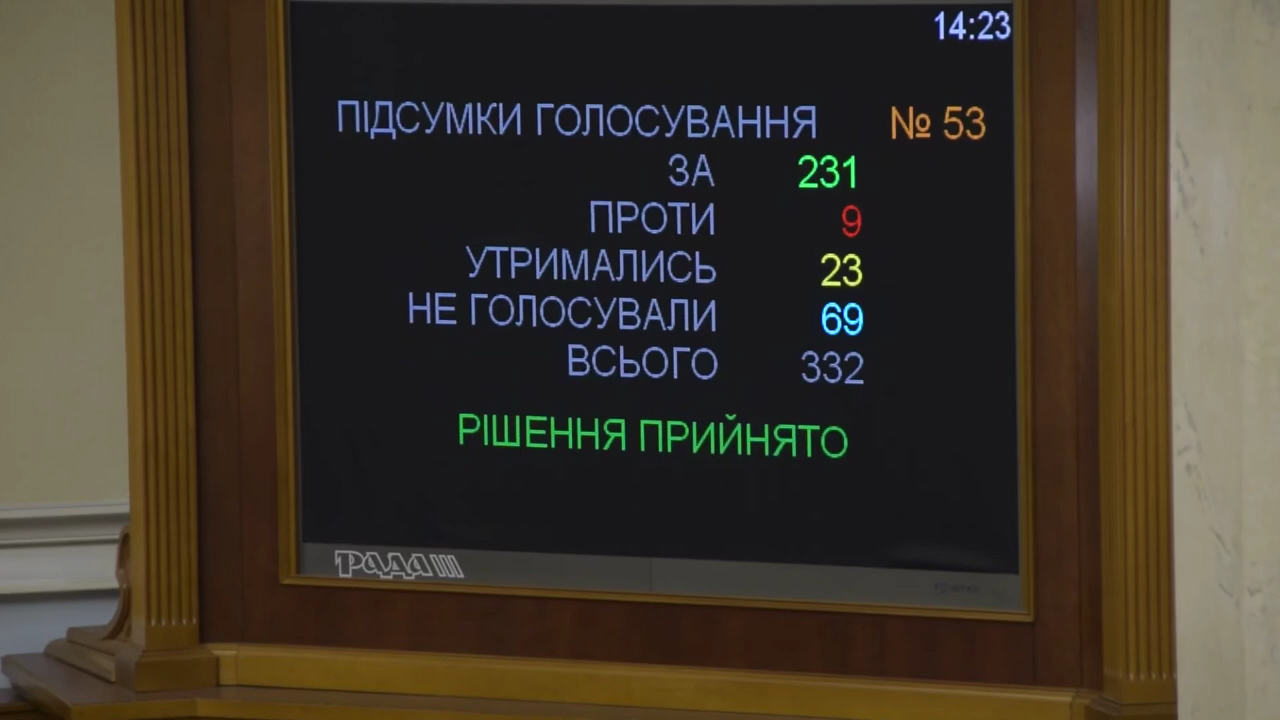 14:23
ПІДСУМКИ ГОЛОСУВАННЯ № 53
ЗА 231
ПРОТИ 9
УТРИМАЛИСЬ 23
НЕ ГОЛОСУВАЛИ 69
ВСЬОГО 332
РІШЕННЯ ПРИЙНЯТО
РАДА III